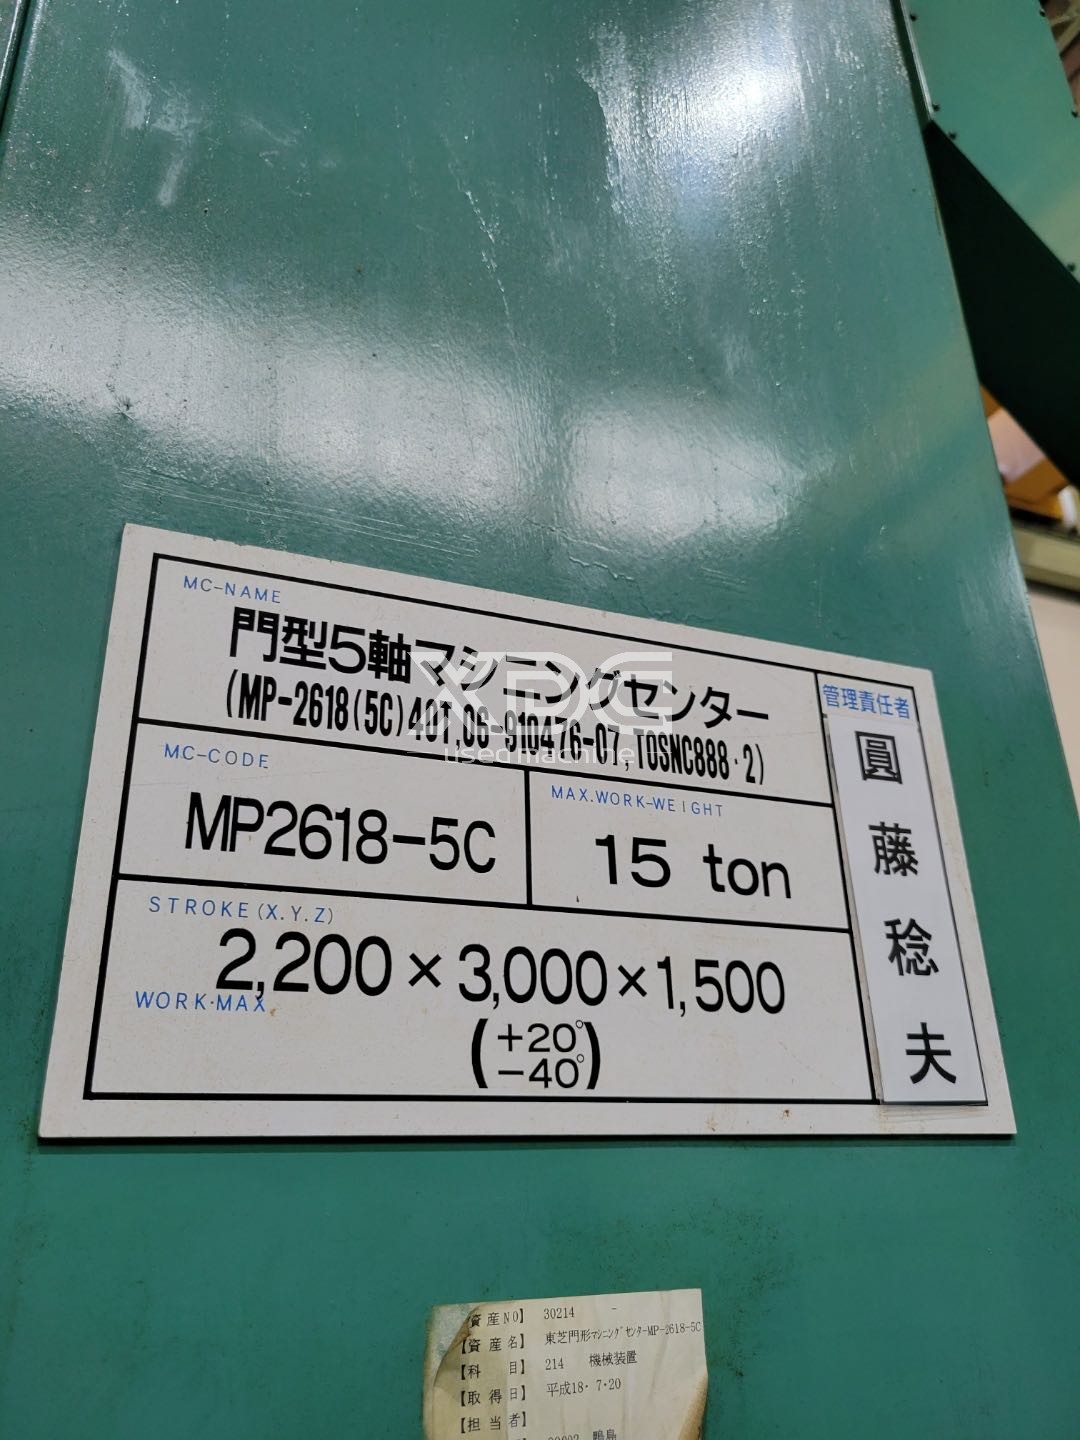 MC-NAME
門型5軸マシニングセンター
(MP-2618(5C)40T,06-910476-07,TOSNC888・2)
MC-CODE
MP2618-5C
MAX.WORK-WEIGHT
15 ton
STROKE(X.Y.Z)
2,200×3,000×1,500
WORK・MAX
(+20°
-40°)
管理責任者
圓藤稔夫
XDG
used machine
資産NO】 30214 -
【資産名】 東芝門形マシニングセンターMP-2618-5C
【科 目】 214 機械装置
【取得日】 平成18・7・20
【担当者】
鴨島